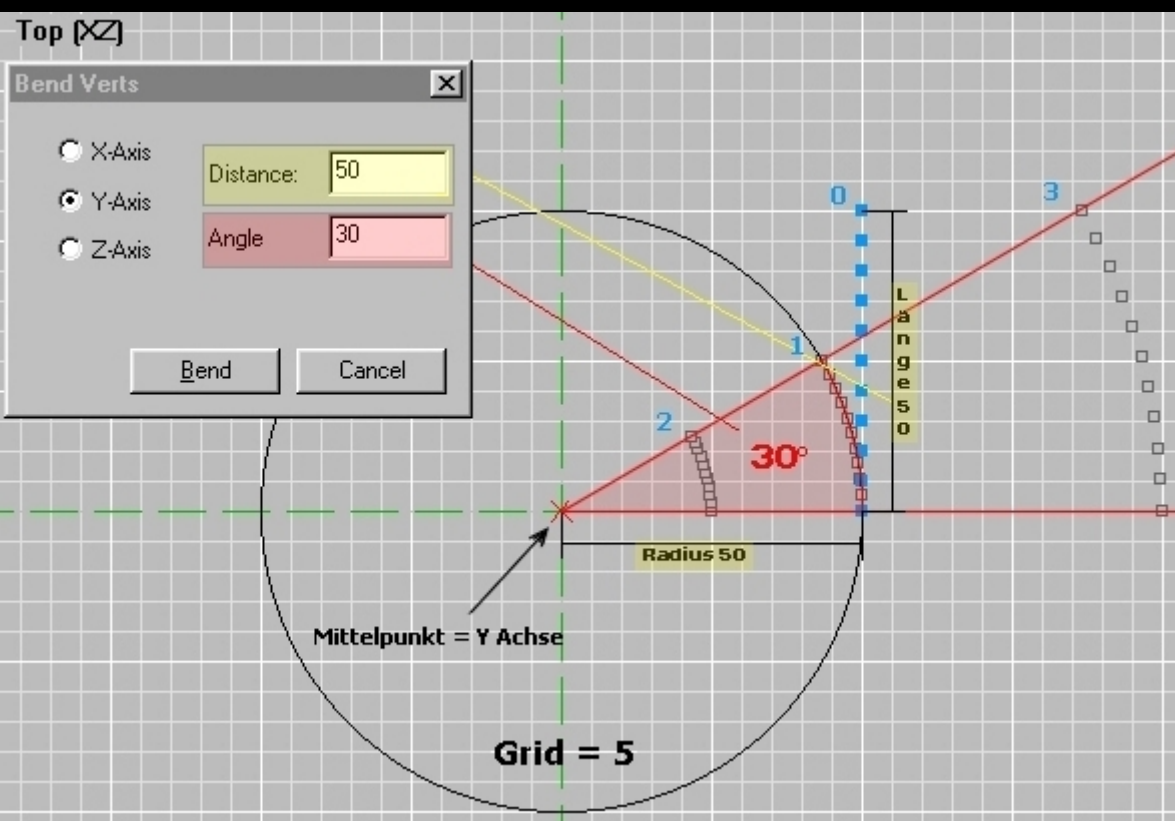 Top (XZ)
Bend Verts
X-Axis
Y-Axis
Z-Axis
Distance: 50
Angle 30
Bend
Cancel
0
3
1
2
Länge 50
30°
Radius 50
Mittelpunkt = Y Achse
Grid = 5